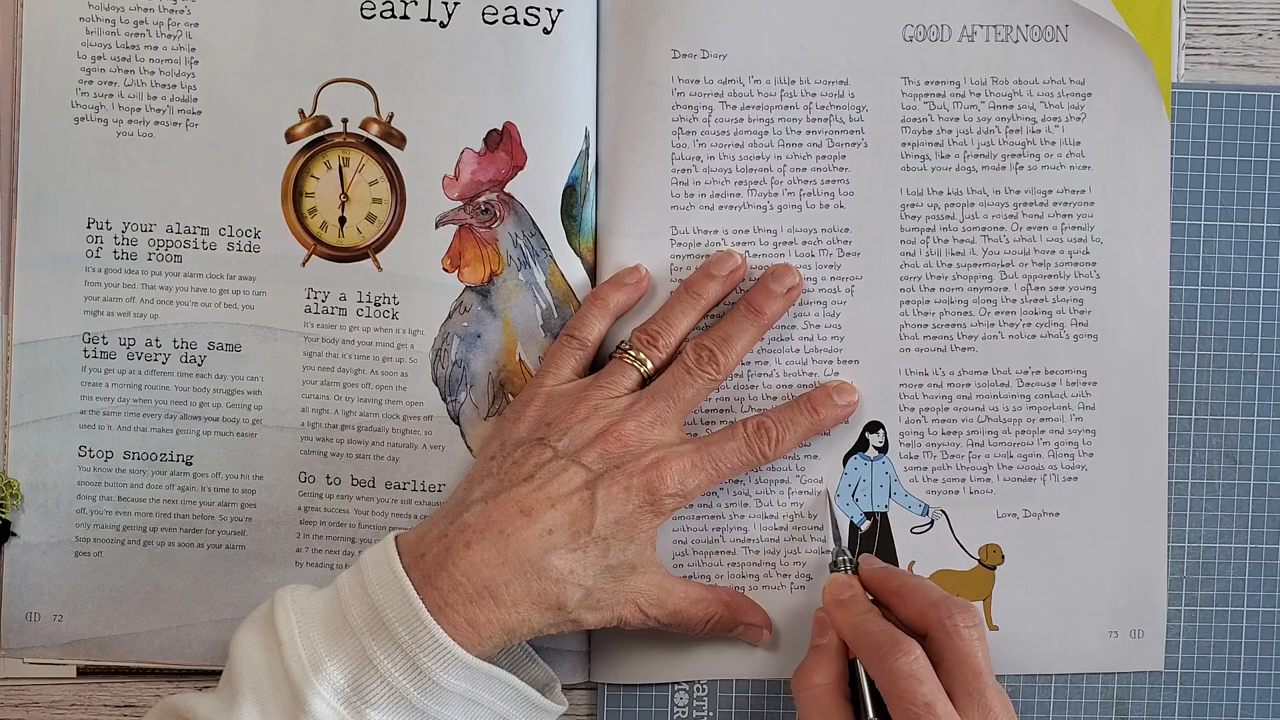 holidays when there's
nothing to get up for are
brilliant aren't they? It
always takes me a while
to get used to normal life
again when the holidays
are over. With these tips
I'm sure it will be a doddle
though. I hope they'll make
getting up early easier for
you too.
early easy
Put your alarm clock
on the opposite side
of the room
It's a good idea to put your alarm clock far away
from your bed. That way you have to get up to turn
your alarm off. And once you're out of bed, you
might as well stay up.
Get up at the same
time every day
If you get up at a different time each day, you can't
create a morning routine. Your body struggles with
this every day when you need to get up. Getting up
at the same time every day allows your body to get
used to it. And that makes getting up much easier
Stop snoozing
You know the story, your alarm goes off, you hit the
snooze button and doze off again. It's time to stop
doing that. Because the next time your alarm goes
off, you're even more tired than before. So you're
only making getting up even harder for yourself.
Stop snoozing and get up as soon as your alarm
goes off.
72
Try a light
alarm clock
It's easier to get up when it's light.
Your body and your mind get a
signal that it's time to get up. So
you need daylight. As soon as
your alarm goes off, open the
curtains. Or try leaving them open
all night. A light alarm clock gives off
a light that gets gradually brighter, so
you wake up slowly and naturally. A very
calming way to start the day.
Go to bed earlier
Getting up early when you're still
a great success. Your body needs a
sleep in order to function
2 in the morning, you
at 7 the next day.
by heading to
GOOD AFTERNOON
Dear Diary
I have to admit, I'm a little bit worried.
I'm worried about how fast the world is
changing. The development of technology,
which of course brings many benefits, but
often causes damage to the environment
too. I'm worried about Anne and Barney's
future, in this society in which people
aren't always tolerant of one another.
And in which respect for others seems
to be in decline. Maybe I'm fretting too
much and everything's going to be ok.
But there is one thing I always notice.
People don't seem to greet each other
I took Mr Bear
for a was lovely
a narrow
most of
during our
I saw a lady
She was
jacket and to my
chocolate Labrador
me. It could have been
friend's brother. We
got closer to one
ran up to the
When
ten
me.
just about to
I stopped. "Good
I said, with a friendly
and a smile. But to my
amazement she walked right by
without replying. I looked around
and couldn't understand what had
just happened. The lady just
on without responding to my
greeting or looking at her dog,
so much fun
This evening I told Rob about what had
happened and he thought it was strange
too. "But, Mum," Anne said, "that lady
doesn't have to say anything, does she?
Maybe she just didn't feel like it." I
explained that I just thought the little
things, like a friendly greeting or a chat
about your dogs, made life so much nicer.
I told the kids that, in the village where I
grew up, people always greeted everyone
they passed. Just a raised hand when you
bumped into someone. Or even a friendly
nod of the head. That's what I was used to,
and I still liked it. You would have a quick
chat at the supermarket or help someone
carry their shopping. But apparently that's
not the norm anymore. I often see young
people walking along the street staring
at their phones. Or even looking at their
phone screens while they're cycling. And
that means they don't notice what's going
on around them.
I think it's a shame that we're becoming
more and more isolated. Because I believe
that having and maintaining contact with
the people around us is so important. And
I don't mean via Whatsapp or email. I'm
going to keep smiling at people and saying
hello anyway. And tomorrow I'm going to
take Mr Bear for a walk again. Along the
same path through the woods as today,
at the same time. I wonder if I'll see
anyone I know.
Love, Daphne
73